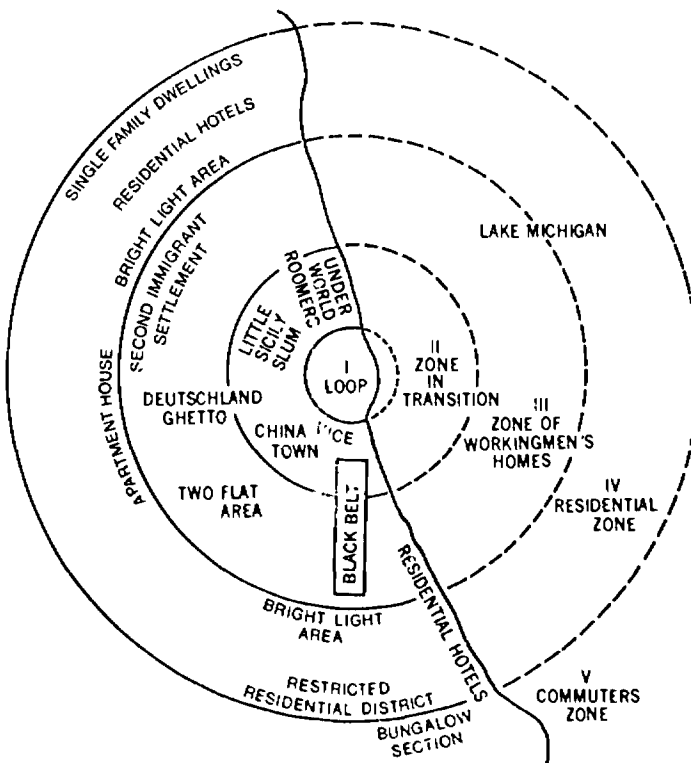 SINGLE FAMILY DWELLINGS
RESIDENTIAL HOTELS
BRIGHT LIGHT AREA
SECOND IMMIGRANT
SETTLEMENT
APARTMENT HOUSE
LITTLE
SICILY
SLUM
UNDER
WORLD
ROOMERS
I
LOOP
II
ZONE
IN
TRANSITION
LAKE MICHIGAN
III
ZONE OF
WORKINGMEN'S
HOMES
IV
RESIDENTIAL
ZONE
V
COMMUTERS
ZONE
DEUTSCHLAND
GHETTO
CHINA
TOWN
VICE
TWO FLAT
AREA
BLACK BELT
BRIGHT LIGHT
AREA
RESIDENTIAL HOTELS
RESTRICTED
RESIDENTIAL DISTRICT
BUNGALOW
SECTION